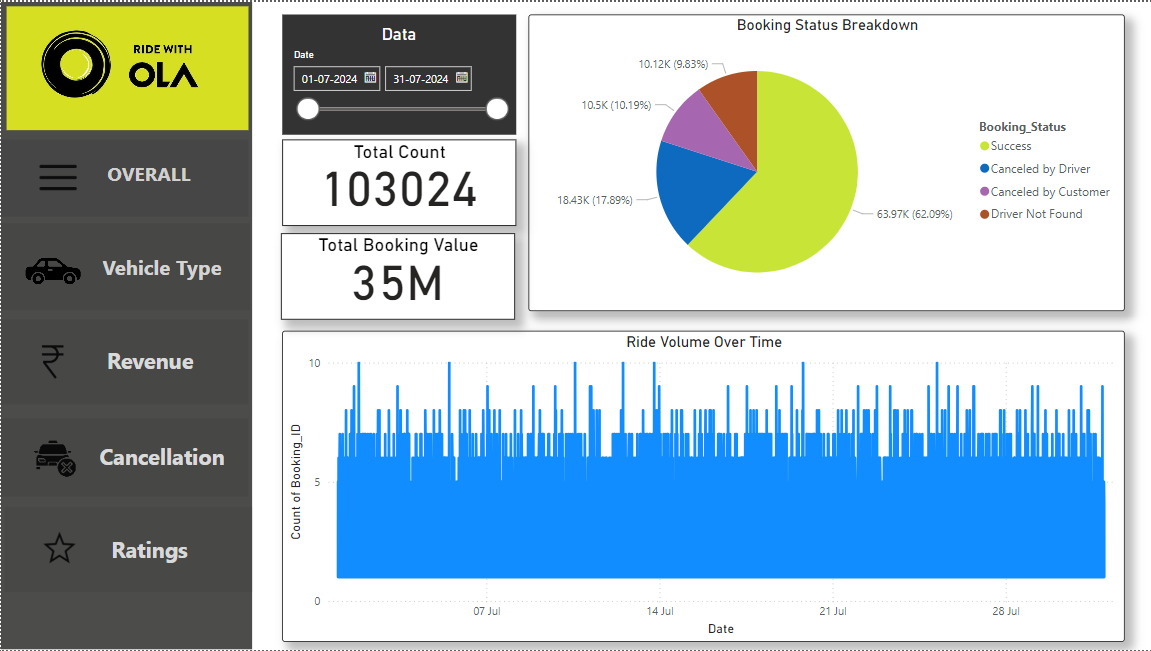 RIDE WITH
OLA
OVERALL
Vehicle Type
Revenue
Cancellation
Ratings
Data
Date
01-07-2024
31-07-2024
Total Count
103024
Total Booking Value
35M
Booking Status Breakdown
10.12K (9.83%)
10.5K (10.19%)
18.43K (17.89%)
63.97K (62.09%)
Booking_Status
Success
Canceled by Driver
Canceled by Customer
Driver Not Found
Ride Volume Over Time
Count of Booking_ID
10
5
0
07 Jul
14 Jul
21 Jul
28 Jul
Date